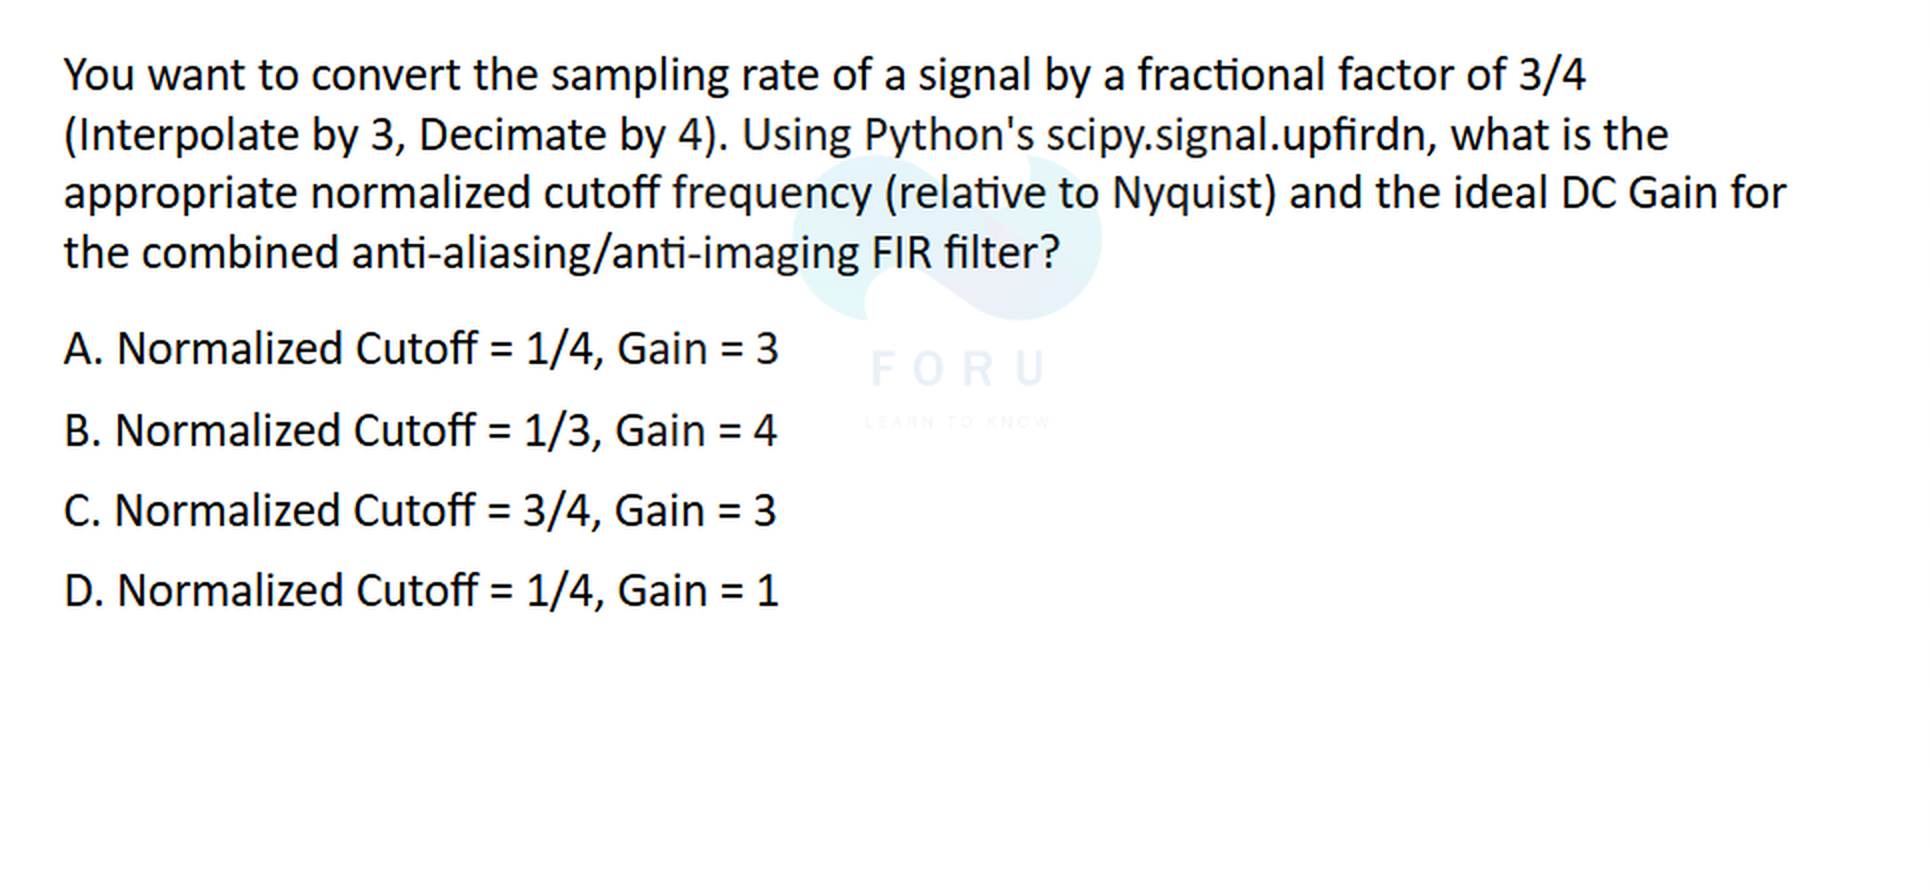 You want to convert the sampling rate of a signal by a fractional factor of 3/4
(Interpolate by 3, Decimate by 4). Using Python's scipy.signal.upfirdn, what is the
appropriate normalized cutoff frequency (relative to Nyquist) and the ideal DC Gain for
the combined anti-aliasing/anti-imaging FIR filter?
A. Normalized Cutoff = 1/4, Gain = 3
FORU
B. Normalized Cutoff = 1/3, Gain = 4
LEARN TO KNOW
C. Normalized Cutoff = 3/4, Gain = 3
D. Normalized Cutoff = 1/4, Gain = 1